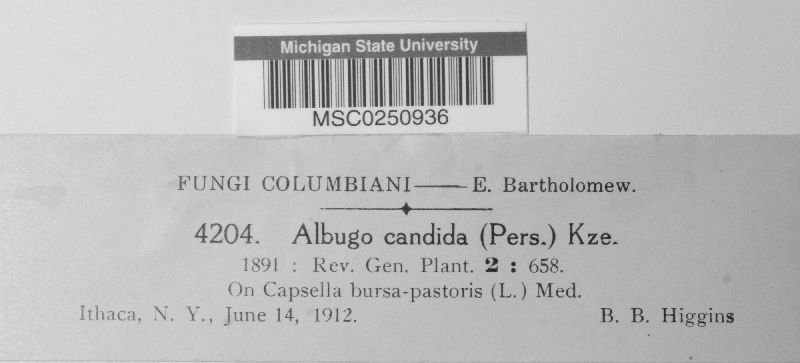 Michigan State University
MSC0250936
FUNGI COLUMBIANI—E. Bartholomew.
4204. Albugo candida (Pers.) Kze.
1891 : Rev. Gen. Plant. 2 : 658.
On Capsella bursa-pastoris (L.) Med.
Ithaca, N. Y., June 14, 1912. B. B. Higgins